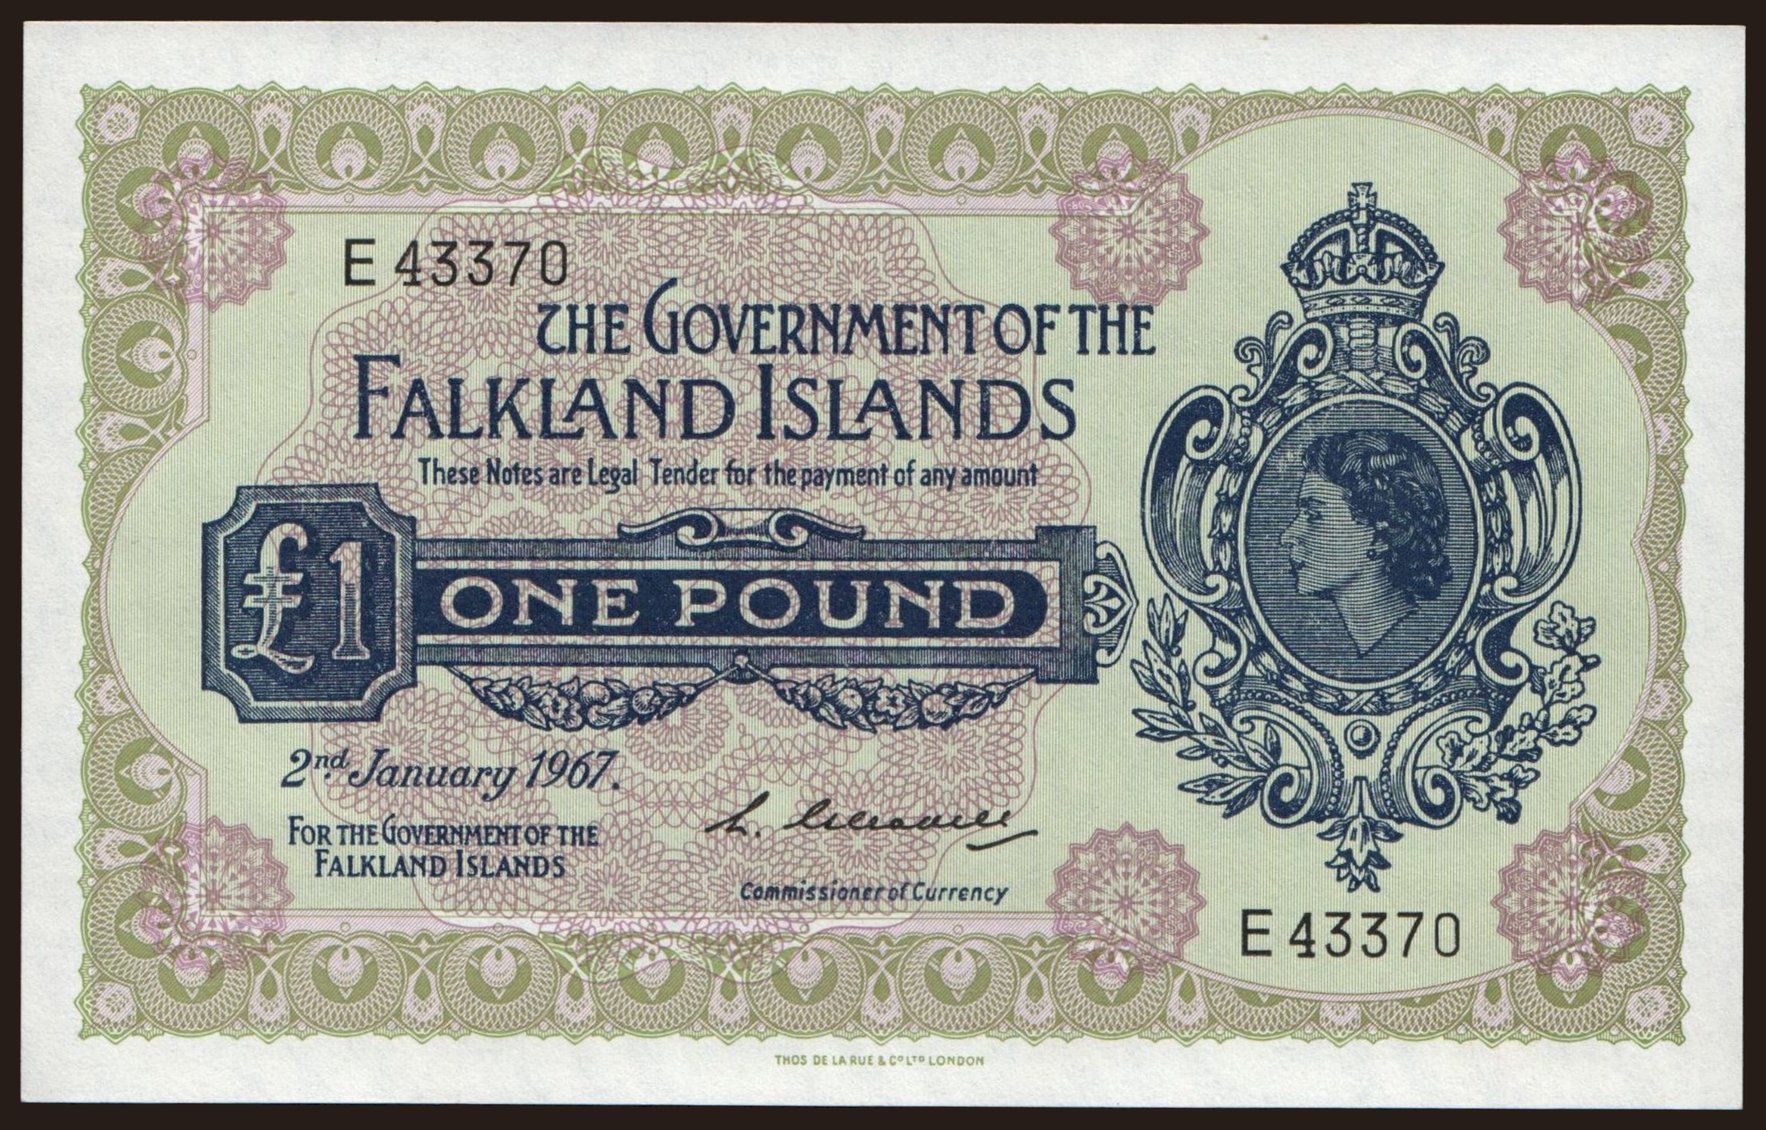 E 43370
THE GOVERNMENT OF THE
FALKLAND ISLANDS
These Notes are Legal Tender for the payment of any amount
£1
ONE POUND
2nd January 1967.
FOR THE GOVERNMENT OF THE
FALKLAND ISLANDS
L.
Commissioner of Currency
E 43370
THOS DE LA RUE & Co LTD LONDON